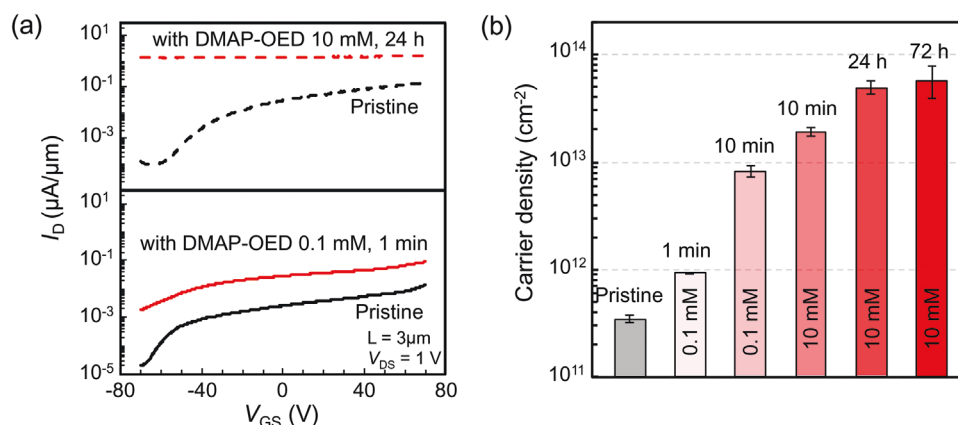 (a)
10¹
with DMAP-OED 10 mM, 24 h
10⁻¹
Pristine
10⁻³
I_D (μA/μm)
10¹
with DMAP-OED 0.1 mM, 1 min
10⁻¹
10⁻³
Pristine
L = 3μm
V_DS = 1 V
10⁻⁵
-80 -40 0 40 80
V_GS (V)
(b)
10¹⁴
10¹³
10¹²
10¹¹
Carrier density (cm⁻²)
Pristine
1 min
10 min
10 min
24 h
72 h
0.1 mM
0.1 mM
10 mM
10 mM
10 mM